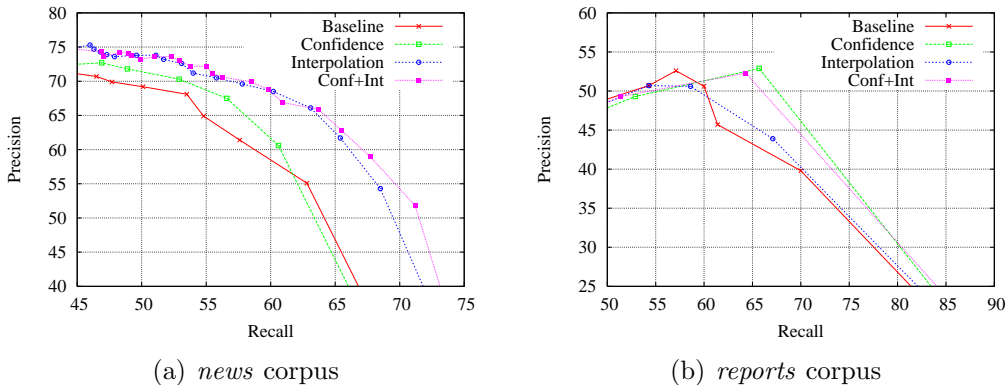 80
75
70
65
60
55
50
45
40
45 50 55 60 65 70 75
Precision
Recall
Baseline
Confidence
Interpolation
Conf+Int
(a) news corpus
60
55
50
45
40
35
30
25
50 55 60 65 70 75 80 85 90
Precision
Recall
Baseline
Confidence
Interpolation
Conf+Int
(b) reports corpus